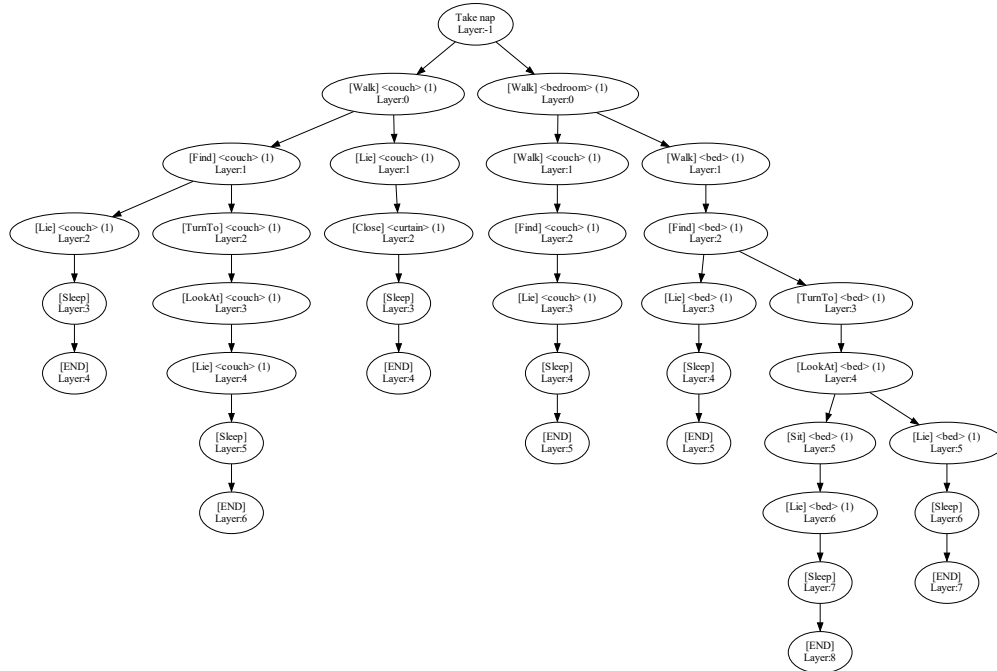 Take nap
Layer:-1
[Walk] <couch> (1)
Layer:0
[Walk] <bedroom> (1)
Layer:0
[Find] <couch> (1)
Layer:1
[Lie] <couch> (1)
Layer:1
[Walk] <couch> (1)
Layer:1
[Walk] <bed> (1)
Layer:1
[Lie] <couch> (1)
Layer:2
[TurnTo] <couch> (1)
Layer:2
[Close] <curtain> (1)
Layer:2
[Find] <couch> (1)
Layer:2
[Find] <bed> (1)
Layer:2
[Sleep]
Layer:3
[LookAt] <couch> (1)
Layer:3
[Sleep]
Layer:3
[Lie] <couch> (1)
Layer:3
[Lie] <bed> (1)
Layer:3
[TurnTo] <bed> (1)
Layer:3
[END]
Layer:4
[Lie] <couch> (1)
Layer:4
[END]
Layer:4
[Sleep]
Layer:4
[Sleep]
Layer:4
[LookAt] <bed> (1)
Layer:4
[Sleep]
Layer:5
[END]
Layer:5
[END]
Layer:5
[Sit] <bed> (1)
Layer:5
[Lie] <bed> (1)
Layer:5
[END]
Layer:6
[Lie] <bed> (1)
Layer:6
[Sleep]
Layer:6
[Sleep]
Layer:7
[END]
Layer:7
[END]
Layer:8